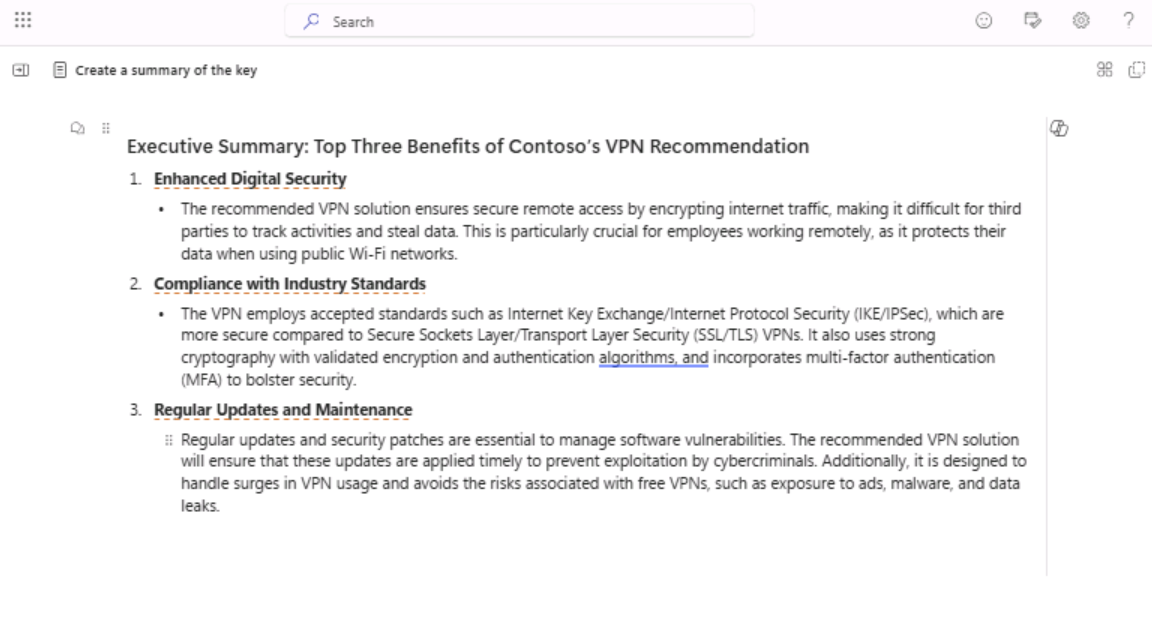 Search
?
Create a summary of the key
Executive Summary: Top Three Benefits of Contoso’s VPN Recommendation
1. Enhanced Digital Security
• The recommended VPN solution ensures secure remote access by encrypting internet traffic, making it difficult for third
parties to track activities and steal data. This is particularly crucial for employees working remotely, as it protects their
data when using public Wi-Fi networks.
2. Compliance with Industry Standards
• The VPN employs accepted standards such as Internet Key Exchange/Internet Protocol Security (IKE/IPSec), which are
more secure compared to Secure Sockets Layer/Transport Layer Security (SSL/TLS) VPNs. It also uses strong
cryptography with validated encryption and authentication algorithms, and incorporates multi-factor authentication
(MFA) to bolster security.
3. Regular Updates and Maintenance
Regular updates and security patches are essential to manage software vulnerabilities. The recommended VPN solution
will ensure that these updates are applied timely to prevent exploitation by cybercriminals. Additionally, it is designed to
handle surges in VPN usage and avoids the risks associated with free VPNs, such as exposure to ads, malware, and data
leaks.